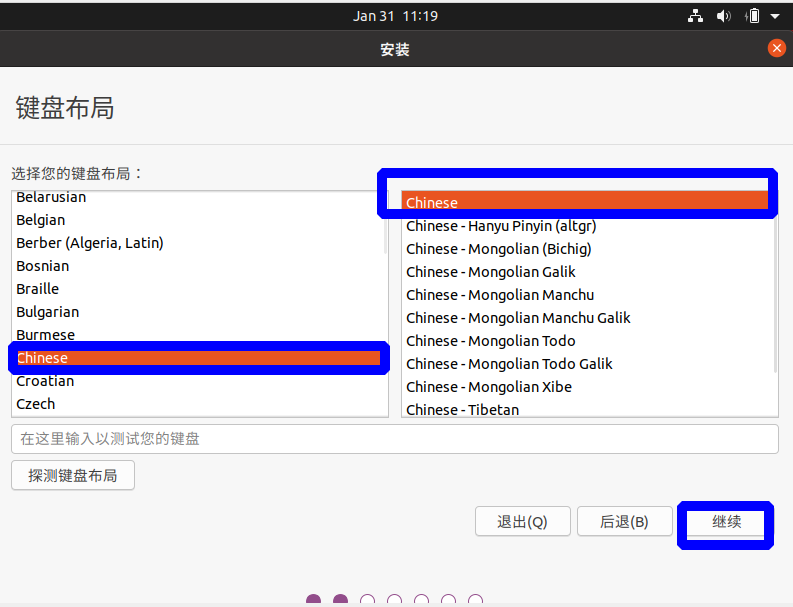 Jan 31 11:19
安装
键盘布局
选择您的键盘布局：
Belarusian
Belgian
Berber (Algeria, Latin)
Bosnian
Braille
Bulgarian
Burmese
Chinese
Croatian
Czech
Chinese
Chinese - Hanyu Pinyin (altgr)
Chinese - Mongolian (Bichig)
Chinese - Mongolian Galik
Chinese - Mongolian Manchu
Chinese - Mongolian Manchu Galik
Chinese - Mongolian Todo
Chinese - Mongolian Todo Galik
Chinese - Mongolian Xibe
Chinese - Tibetan
在这里输入以测试您的键盘
探测键盘布局
退出(Q) 后退(B) 继续